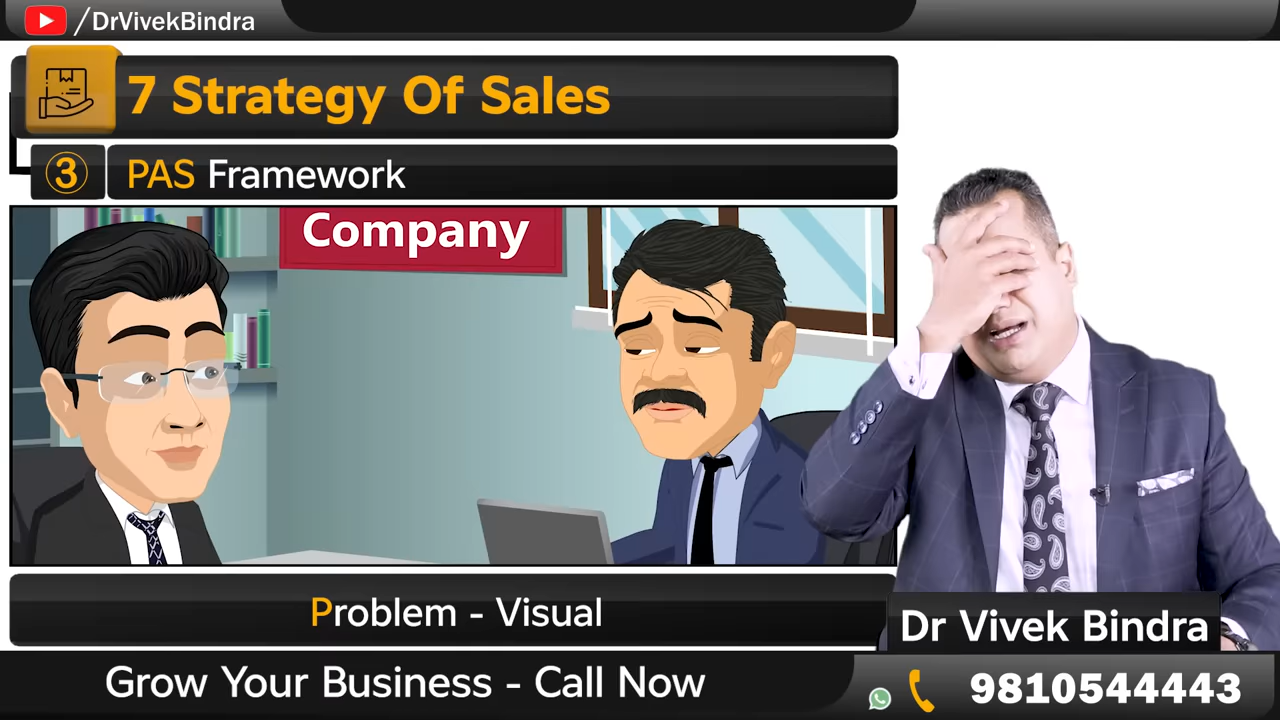 /DrVivekBindra
7 Strategy Of Sales
3 PAS Framework
Company
Problem - Visual
Dr Vivek Bindra
Grow Your Business - Call Now
9810544443